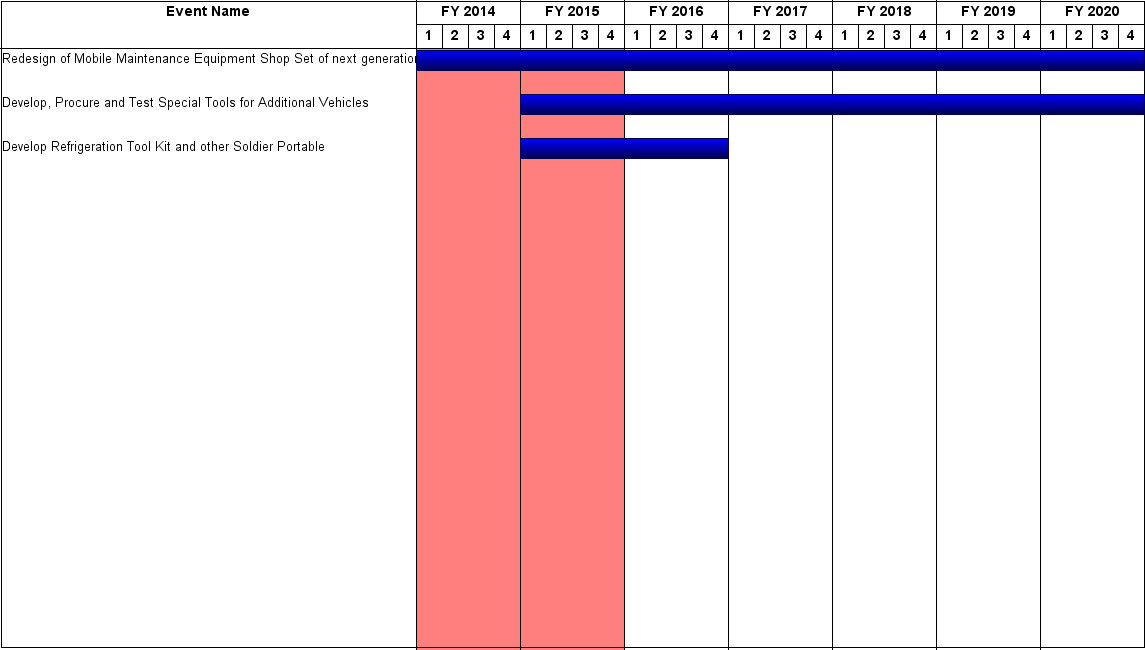 Event Name FY 2014 FY 2015 FY 2016 FY 2017 FY 2018 FY 2019 FY 2020
1 2 3 4 1 2 3 4 1 2 3 4 1 2 3 4 1 2 3 4 1 2 3 4 1 2 3 4
Redesign of Mobile Maintenance Equipment Shop Set of next generation
Develop, Procure and Test Special Tools for Additional Vehicles
Develop Refrigeration Tool Kit and other Soldier Portable